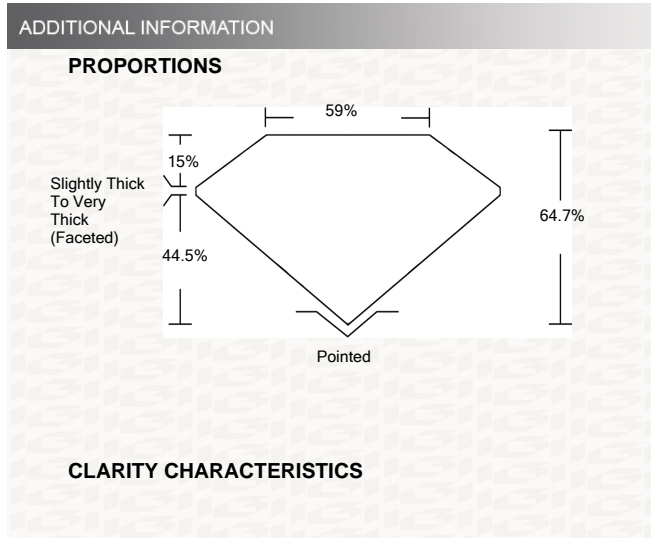 ADDITIONAL INFORMATION
PROPORTIONS
59%
15%
Slightly Thick
To Very
Thick
(Faceted)
64.7%
44.5%
Pointed
CLARITY CHARACTERISTICS